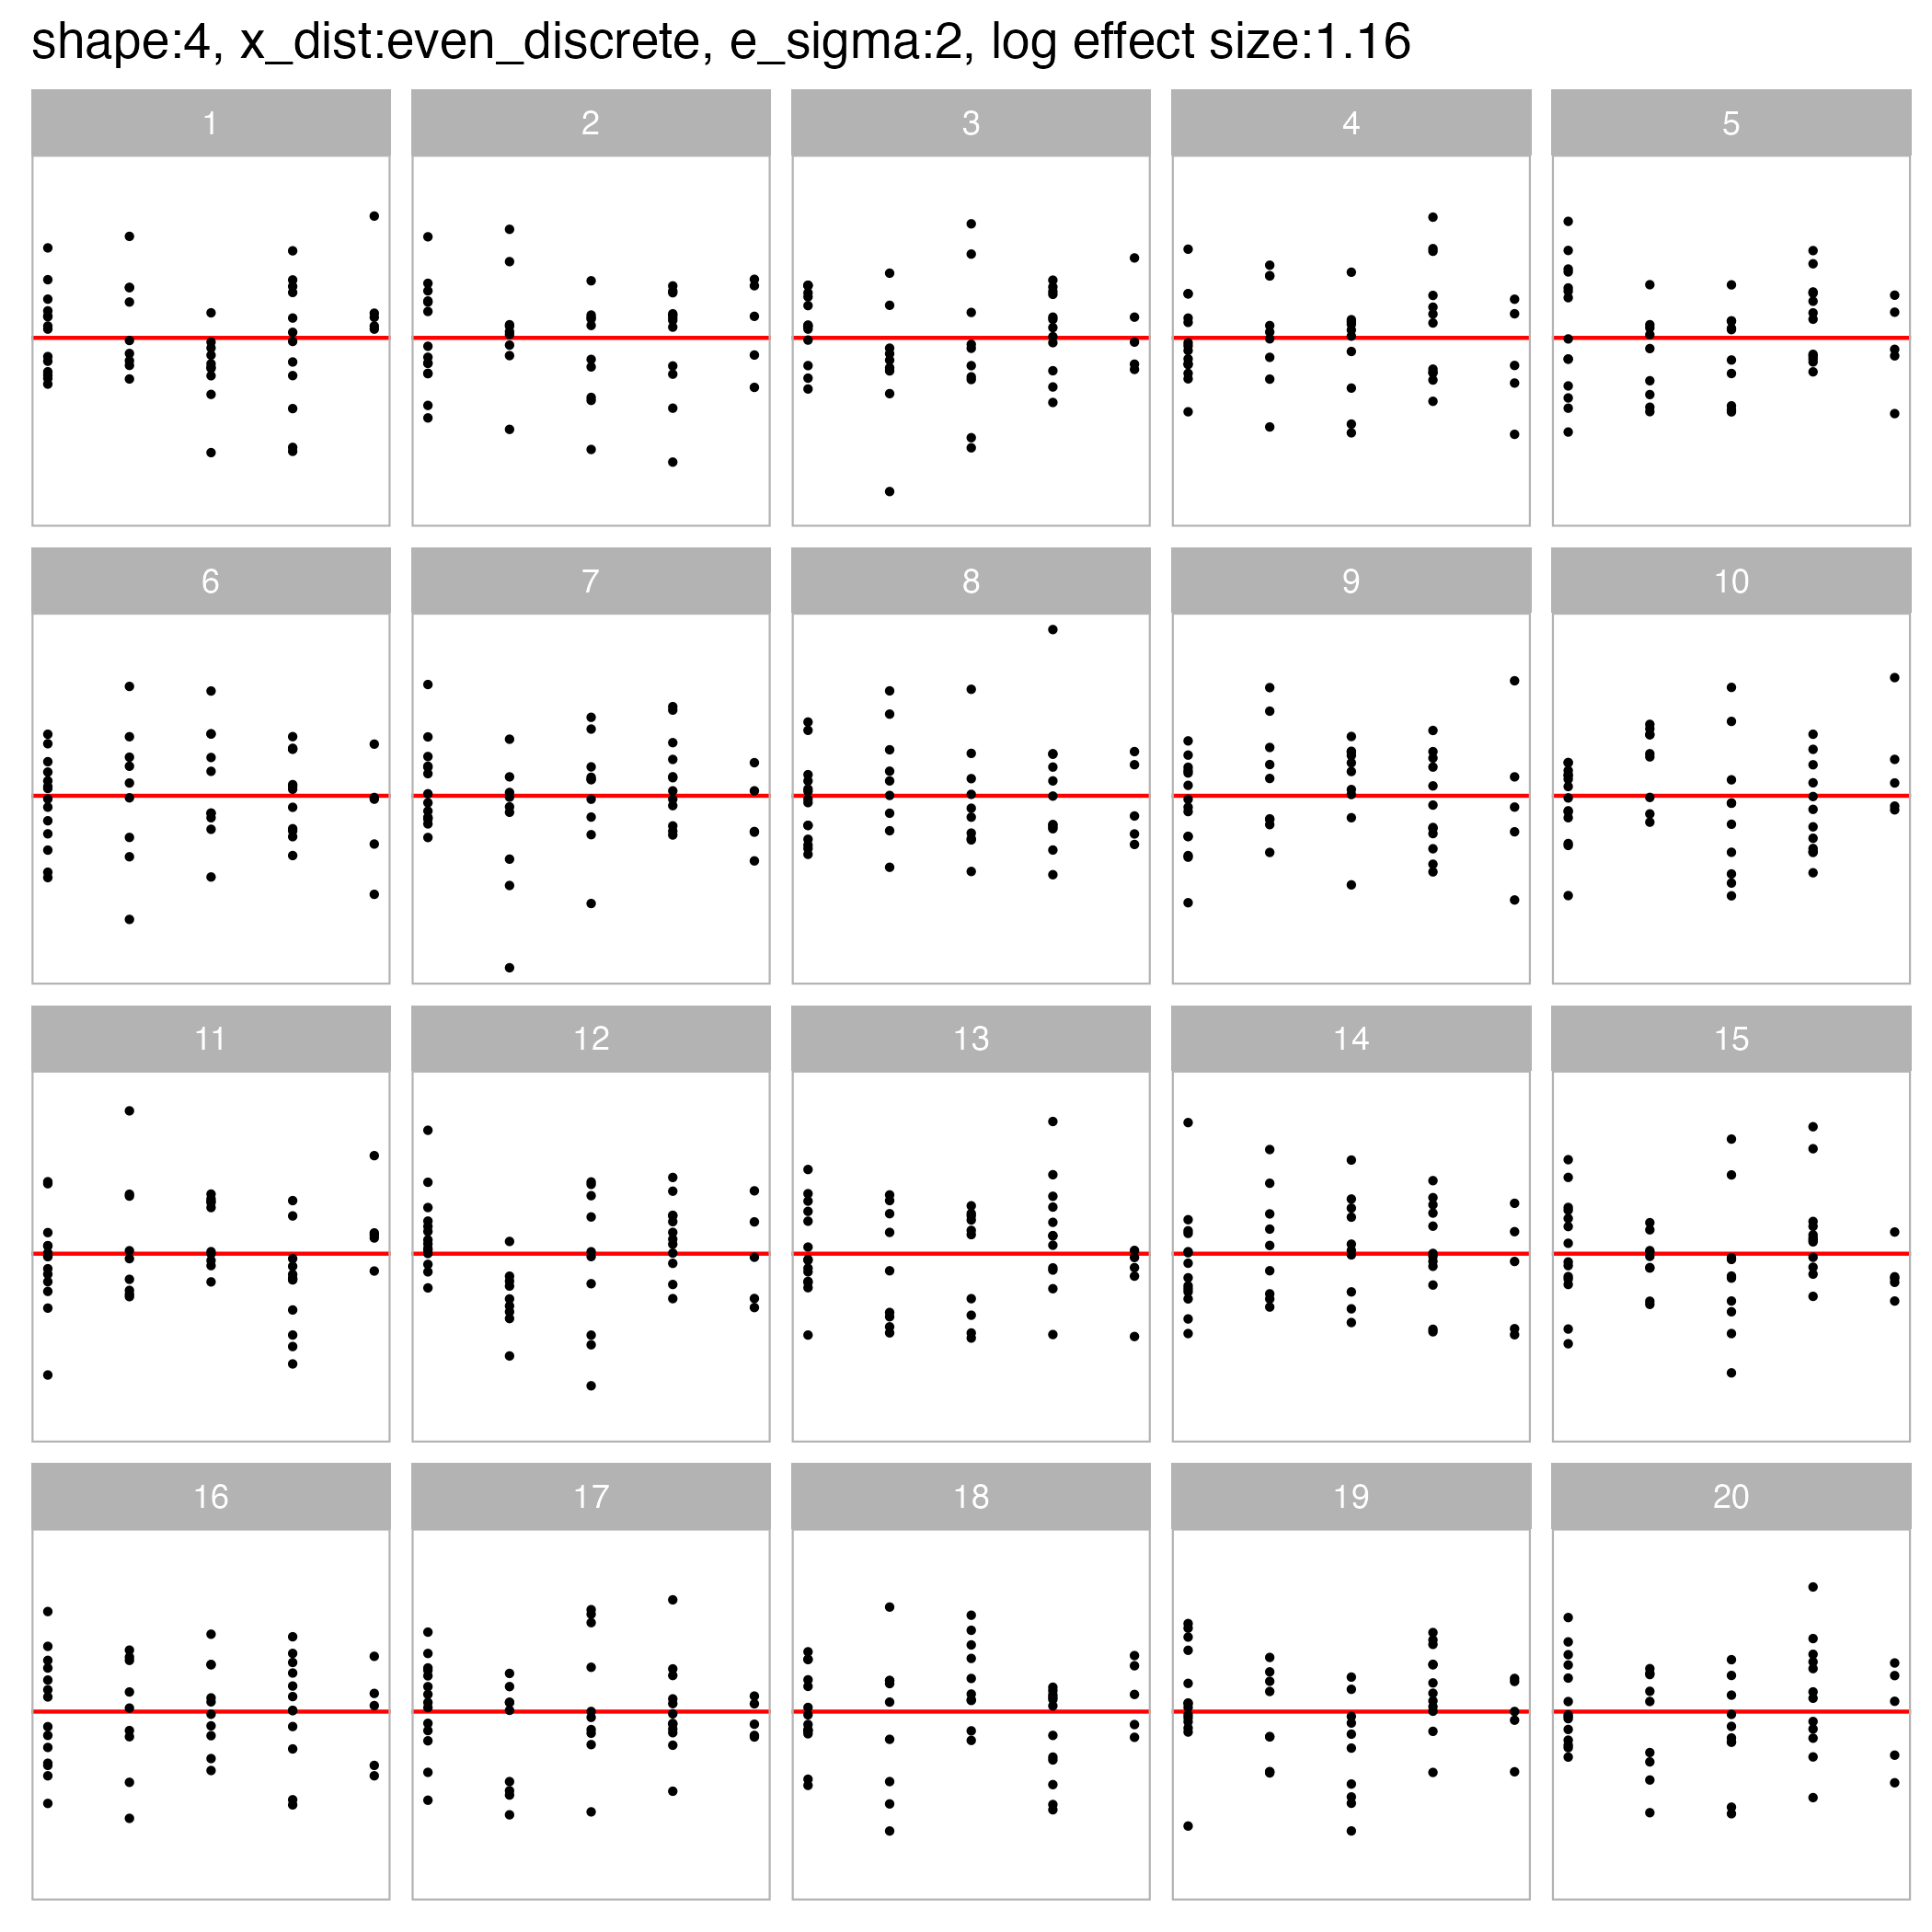 shape:4, x_dist:even_discrete, e_sigma:2, log effect size:1.16
1 2 3 4 5
6 7 8 9 10
11 12 13 14 15
16 17 18 19 20